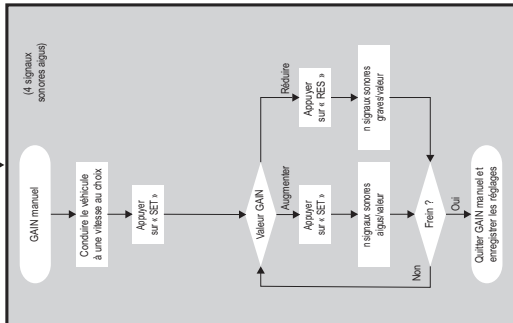 GAIN manuel
(4 signaux
sonores aigus)
Conduire le véhicule
à une vitesse au choix
Appuyer
sur « SET »
Valeur GAIN
Augmenter
Réduire
Appuyer
sur « SET »
Appuyer
sur « RES »
n signaux sonores
aigus/valeur
n signaux sonores
graves/valeur
Frein ?
Non
Oui
Quitter GAIN manuel et
enregistrer les réglages